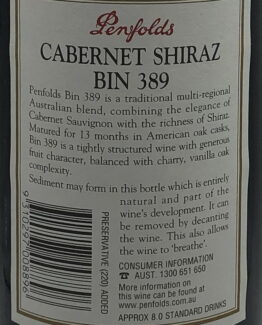 Penfolds
CABERNET SHIRAZ
BIN 389
Penfolds Bin 389 is a traditional multi-regional
Australian blend, combining the elegance of
Cabernet Sauvignon with the richness of Shiraz.
Matured for 13 months in American oak casks,
Bin 389 is a tightly structured wine with generous
fruit character, balanced with charry, vanilla oak
complexity.
Sediment may form in this bottle which is entirely
natural and part of the
wine's development. It can
be removed by decanting
the wine. This also allows
the wine to 'breathe'.
CONSUMER INFORMATION
AUST. 1300 651 650
More information on
this wine can be found at
www.penfolds.com
APPROX 8.0 STANDARD DRINKS
PRESERVATIVE (220) ADDED